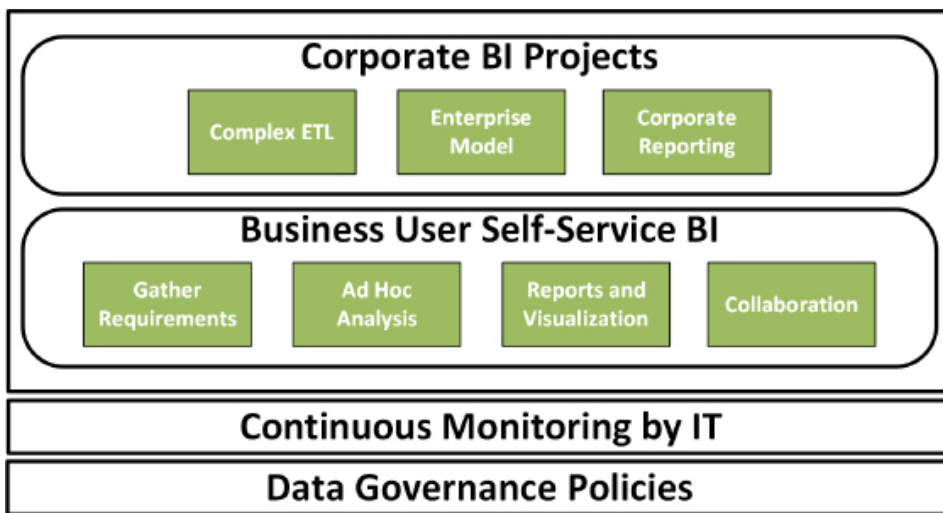 Corporate BI Projects
Complex ETL
Enterprise
Model
Corporate
Reporting
Business User Self-Service BI
Gather
Requirements
Ad Hoc
Analysis
Reports and
Visualization
Collaboration
Continuous Monitoring by IT
Data Governance Policies